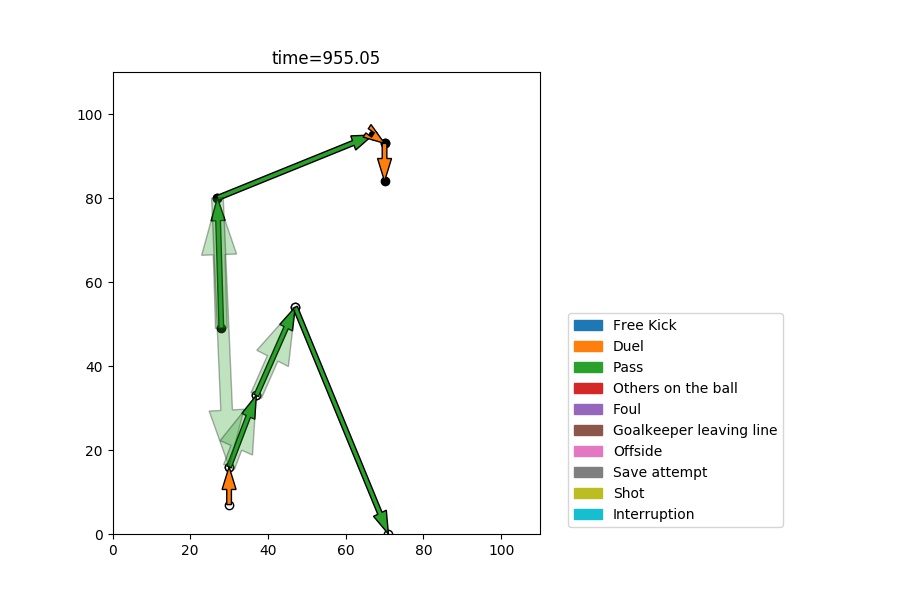 time=955.05
100
80
60
40
20
0
0 20 40 60 80 100
Free Kick
Duel
Pass
Others on the ball
Foul
Goalkeeper leaving line
Offside
Save attempt
Shot
Interruption